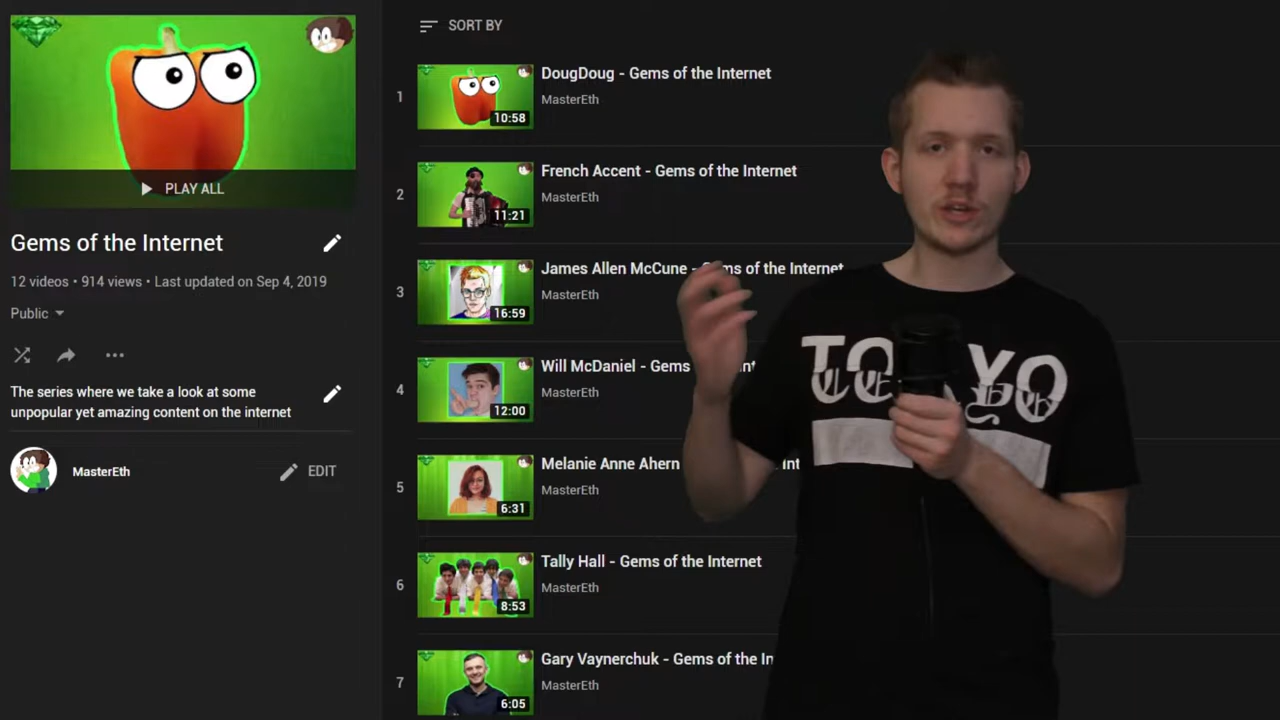 PLAY ALL
Gems of the Internet
12 videos • 914 views • Last updated on Sep 4, 2019
Public
The series where we take a look at some
unpopular yet amazing content on the internet
MasterEth
EDIT
SORT BY
1
10:58
DougDoug - Gems of the Internet
MasterEth
2
11:21
French Accent - Gems of the Internet
MasterEth
3
16:59
James Allen McCune - Gems of the Internet
MasterEth
4
12:00
Will McDaniel - Gems
MasterEth
5
6:31
Melanie Anne Ahern
MasterEth
6
8:53
Tally Hall - Gems of the Internet
MasterEth
7
6:05
Gary Vaynerchuk - Gems of the In
MasterEth
TOKYO